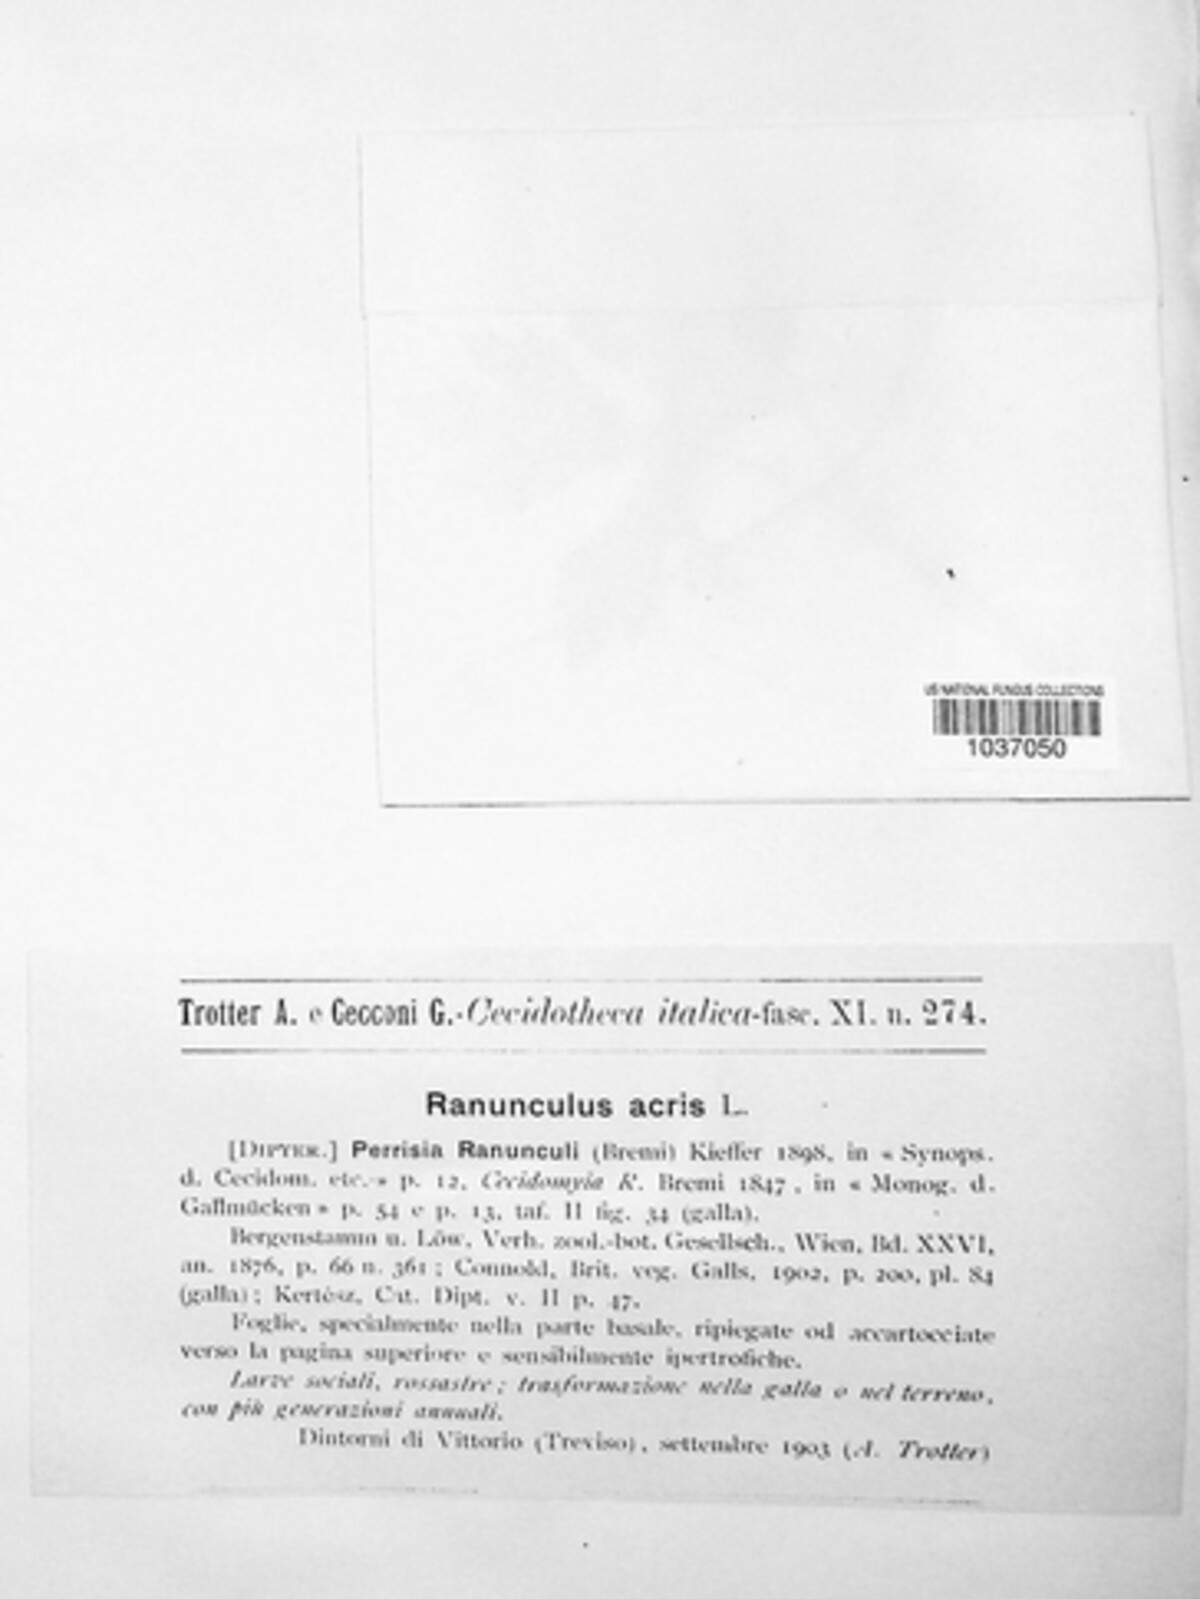 US NATIONAL FUNGUS COLLECTIONS
1037050
Trotter A. e Cecconi G.-Cecidotheca italica-fasc. XI. n. 274.
Ranunculus acris L.
[DIPTER.] Perrisia Ranunculi (Bremi) Kieffer 1898, in « Synops.
d. Cecidom. etc. » p. 12, Cecidomyia R. Bremi 1847, in « Monog. d.
Gallmücken » p. 54 e p. 13, taf. II fig. 34 (galla).
Bergenstamm u. Löw, Verh. zool.-bot. Gesellsch., Wien, Bd. XXVI,
an. 1876, p. 66 n. 361; Connold, Brit. veg. Galls, 1902, p. 200, pl. 84
(galla); Kertész, Cat. Dipt. v. II p. 47.
Foglie, specialmente nella parte basale, ripiegate od accartocciate
verso la pagina superiore e sensibilmente ipertrofiche.
Larve sociali, rossastre; trasformazione nella galla o nel terreno,
con più generazioni annuali.
Dintorni di Vittorio (Treviso), settembre 1903 (cl. Trotter)